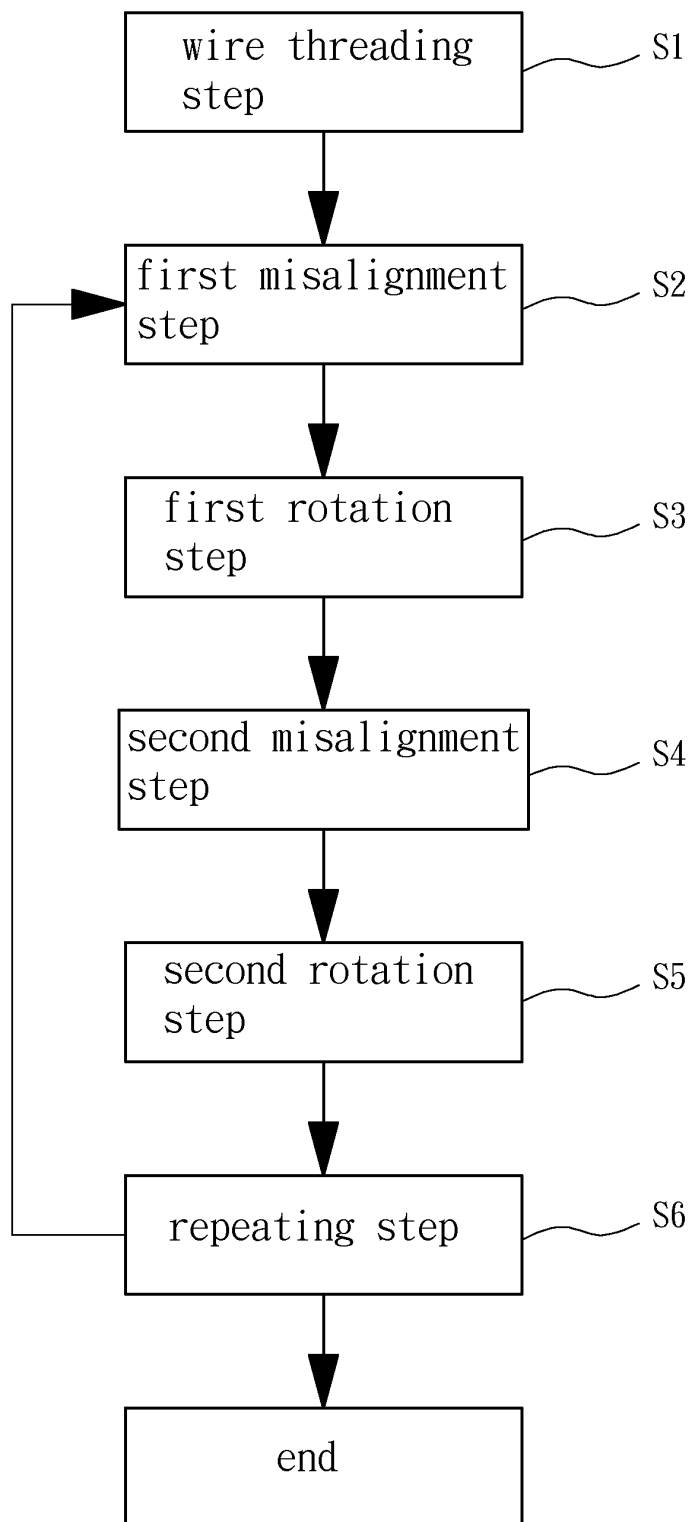 wire threading
step
S1
first misalignment
step
S2
first rotation
step
S3
second misalignment
step
S4
second rotation
step
S5
repeating step
S6
end